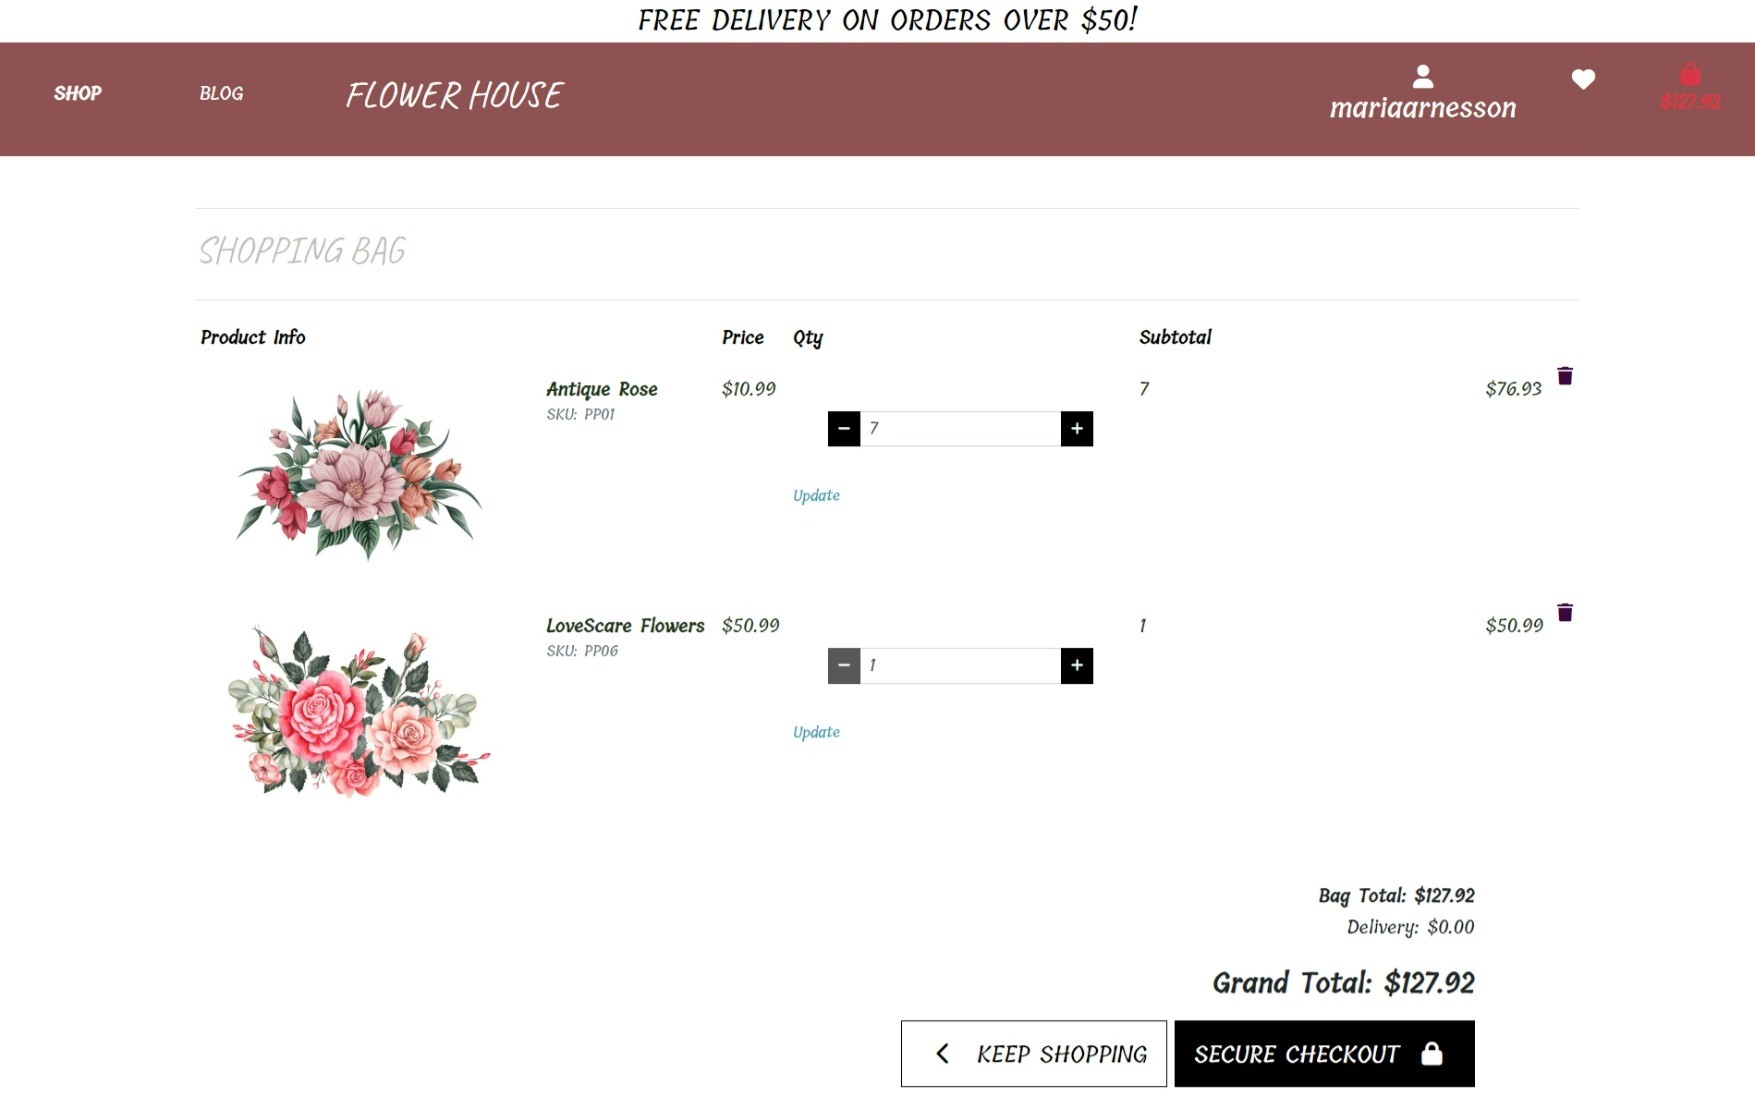 FREE DELIVERY ON ORDERS OVER $50!
SHOP BLOG FLOWER HOUSE mariaarnesson $127.92
SHOPPING BAG
Product Info Price Qty Subtotal
Antique Rose $10.99 7 $76.93
SKU: PP01
− 7 +
Update
LoveScare Flowers $50.99 1 $50.99
SKU: PP06
− 1 +
Update
Bag Total: $127.92
Delivery: $0.00
Grand Total: $127.92
KEEP SHOPPING SECURE CHECKOUT